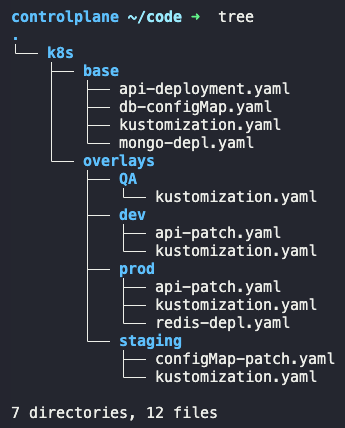 controlplane ~/code ➜  tree
.
└── k8s
    ├── base
    │   ├── api-deployment.yaml
    │   ├── db-configMap.yaml
    │   ├── kustomization.yaml
    │   └── mongo-depl.yaml
    └── overlays
        ├── QA
        │   └── kustomization.yaml
        ├── dev
        │   ├── api-patch.yaml
        │   └── kustomization.yaml
        ├── prod
        │   ├── api-patch.yaml
        │   ├── kustomization.yaml
        │   └── redis-depl.yaml
        └── staging
            ├── configMap-patch.yaml
            └── kustomization.yaml
7 directories, 12 files